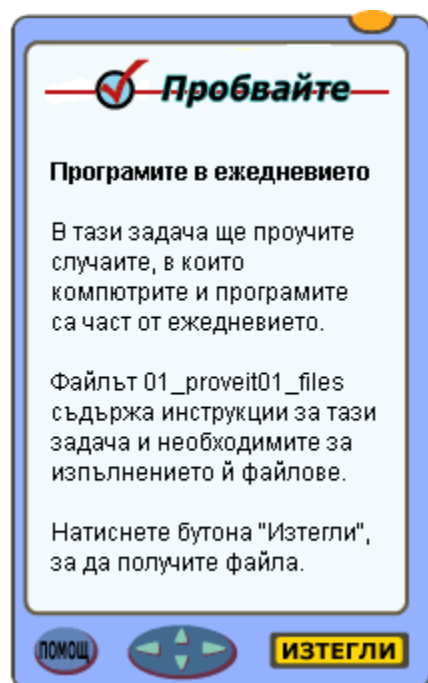 Пробвайте
Програмите в ежедневието
В тази задача ще проучите
случаите, в които
компютрите и програмите
са част от ежедневието.
Файлът 01_proveit01_files
съдържа инструкции за тази
задача и необходимите за
изпълнението й файлове.
Натиснете бутона "Изтегли",
за да получите файла.
ПОМОЩ
ИЗТЕГЛИ